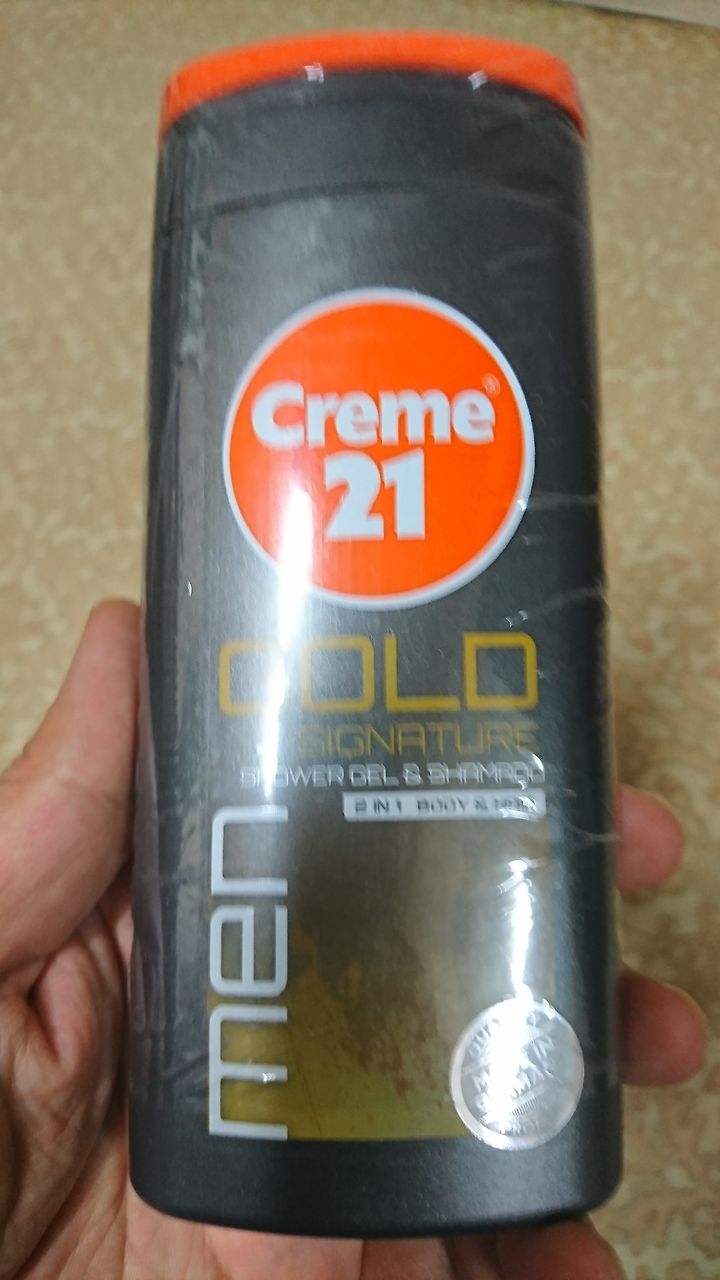 Creme®
21
GOLD
SIGNATURE
SHOWER GEL & SHAMPOO
2 IN 1 BODY & HAIR
men